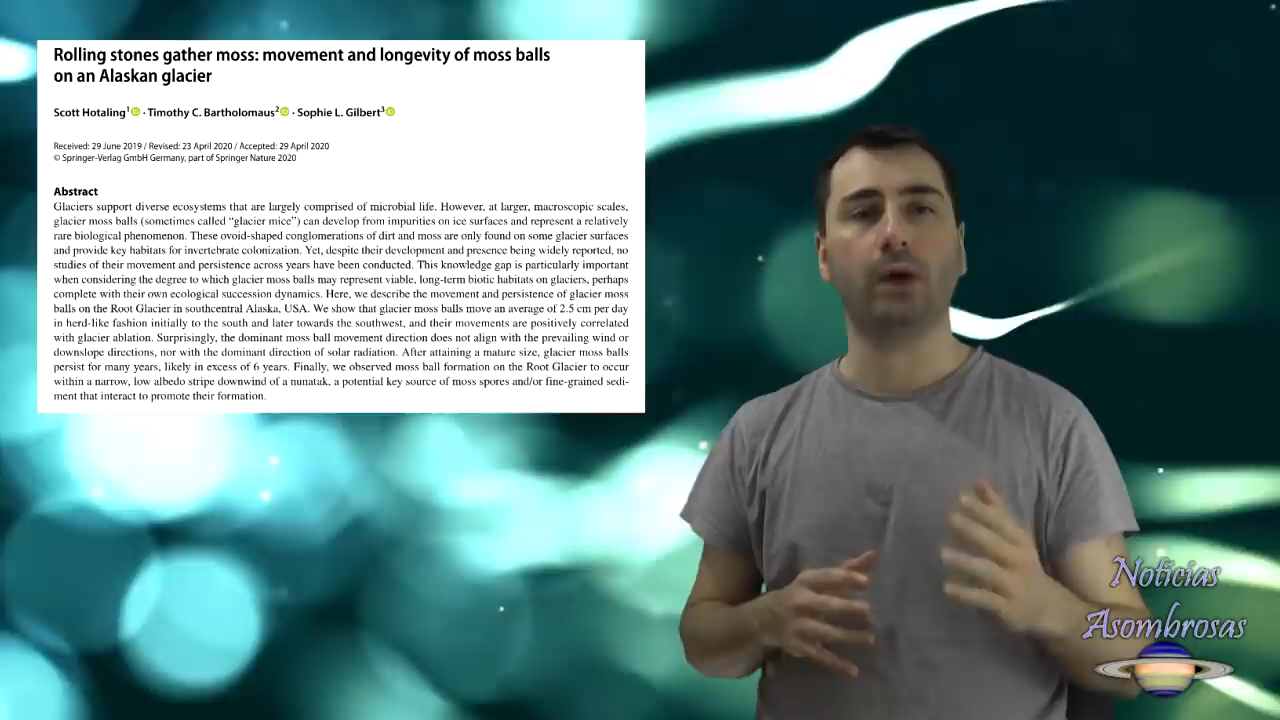 Rolling stones gather moss: movement and longevity of moss balls
on an Alaskan glacier
Scott Hotaling1 · Timothy C. Bartholomaus2 · Sophie L. Gilbert3
Received: 29 June 2019 / Revised: 23 April 2020 / Accepted: 29 April 2020
© Springer-Verlag GmbH Germany, part of Springer Nature 2020
Abstract
Glaciers support diverse ecosystems that are largely comprised of microbial life. However, at larger, macroscopic scales,
glacier moss balls (sometimes called “glacier mice”) can develop from impurities on ice surfaces and represent a relatively
rare biological phenomenon. These ovoid-shaped conglomerations of dirt and moss are only found on some glacier surfaces
and provide key habitats for invertebrate colonization. Yet, despite their development and presence being widely reported, no
studies of their movement and persistence across years have been conducted. This knowledge gap is particularly important
when considering the degree to which glacier moss balls may represent viable, long-term biotic habitats on glaciers, perhaps
complete with their own ecological succession dynamics. Here, we describe the movement and persistence of glacier moss
balls on the Root Glacier in southcentral Alaska, USA. We show that glacier moss balls move an average of 2.5 cm per day
in herd-like fashion initially to the south and later towards the southwest, and their movements are positively correlated
with glacier ablation. Surprisingly, the dominant moss ball movement direction does not align with the prevailing wind or
downslope directions, nor with the dominant direction of solar radiation. After attaining a mature size, glacier moss balls
persist for many years, likely in excess of 6 years. Finally, we observed moss ball formation on the Root Glacier to occur
within a narrow, low albedo stripe downwind of a nunatak, a potential key source of moss spores and/or fine-grained sedi-
ment that interact to promote their formation.
Noticias
Asombrosas